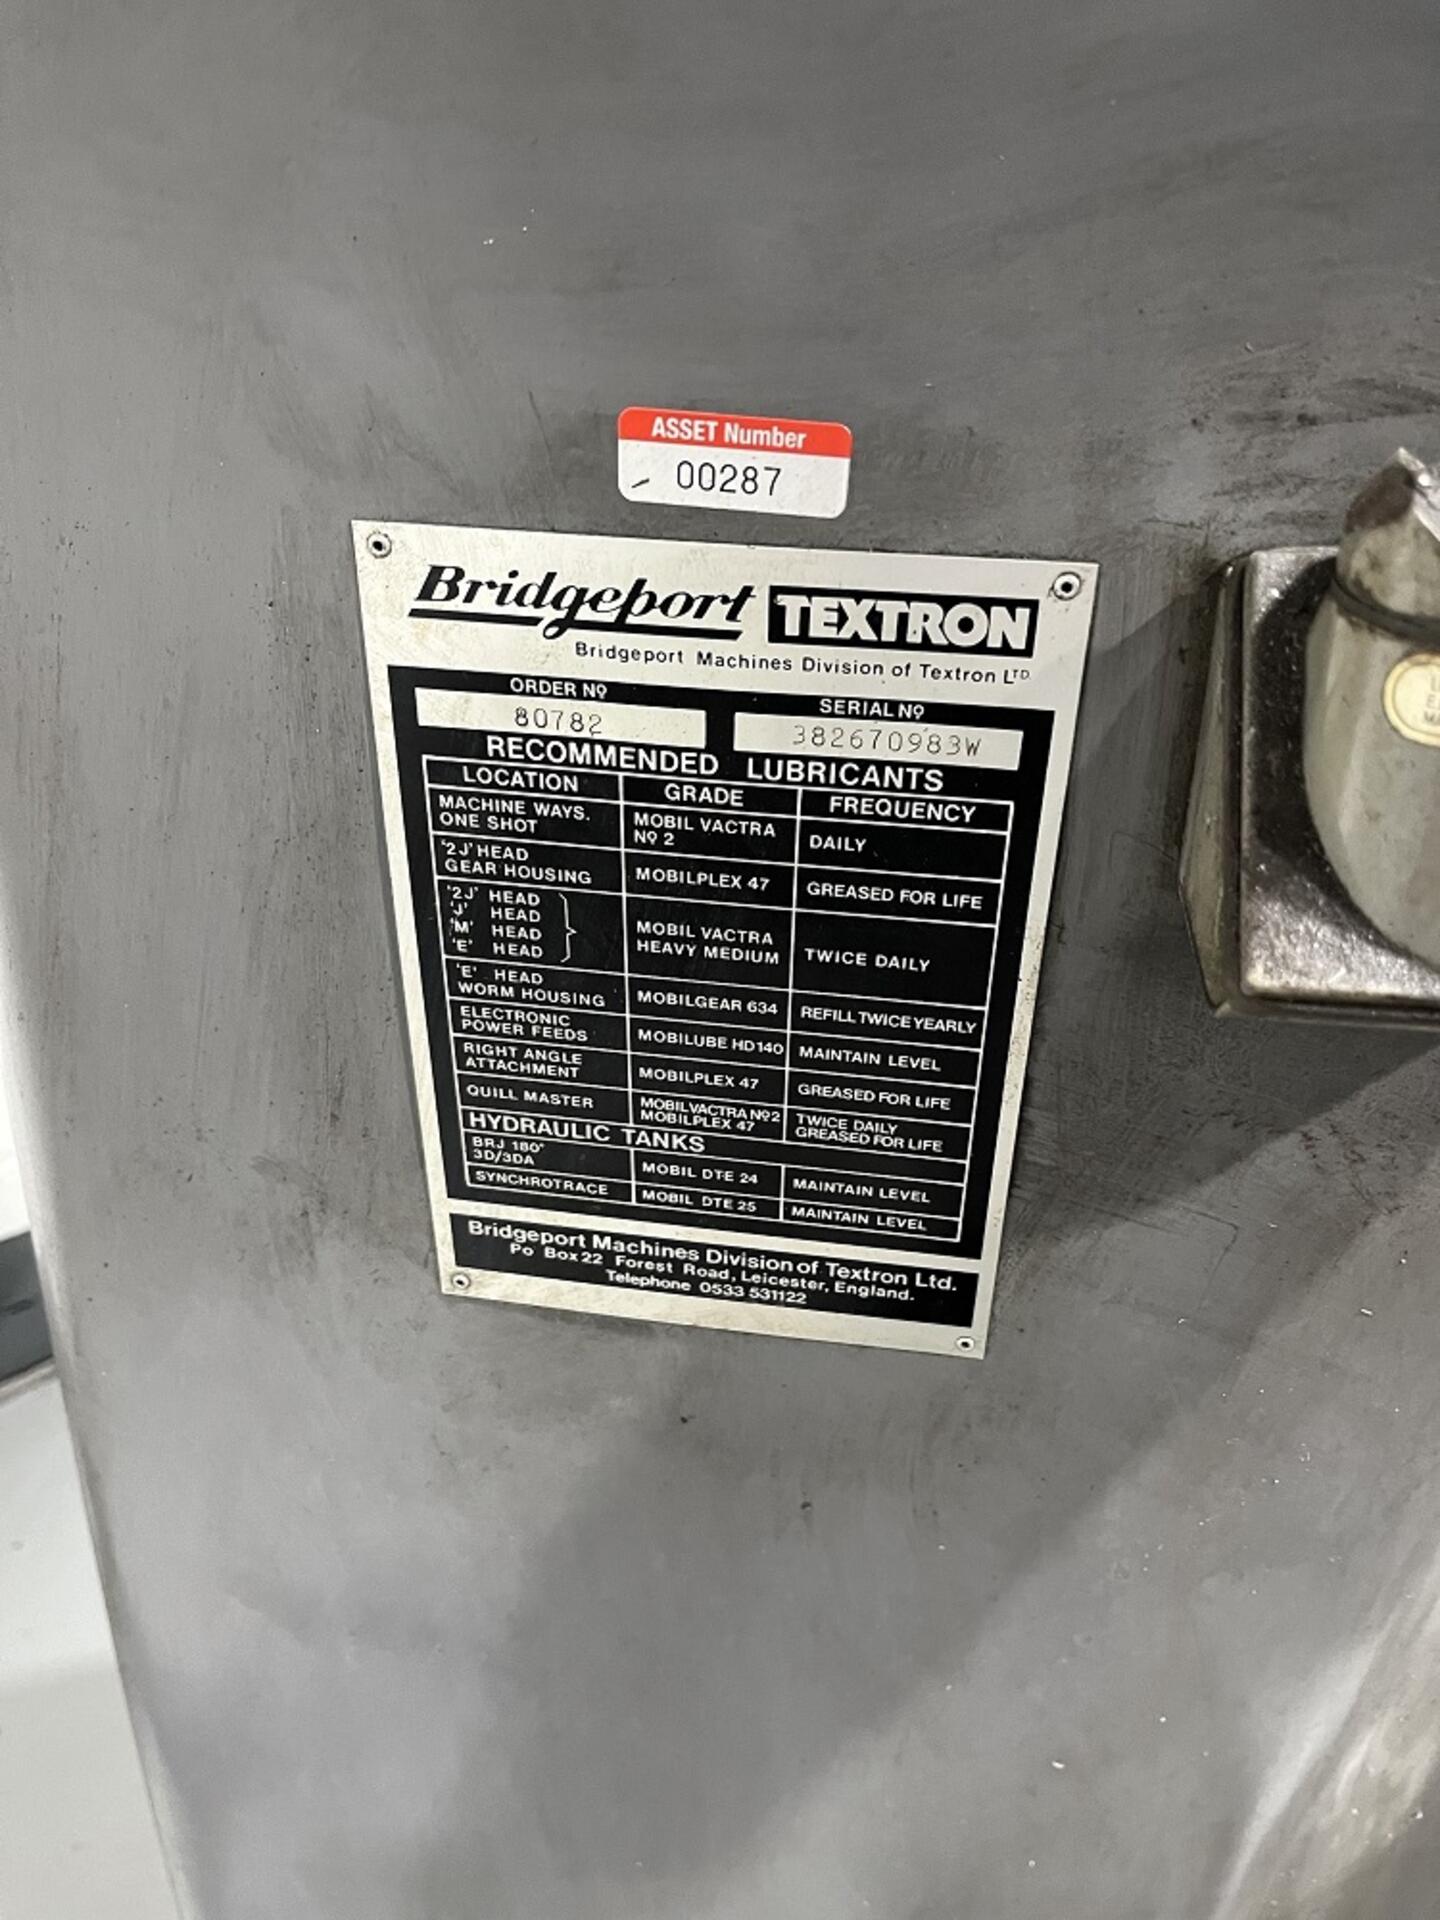 ASSET Number
00287
Bridgeport TEXTRON
Bridgeport Machines Division of Textron LTD.
ORDER Nº SERIAL Nº
80782 382670983W
RECOMMENDED LUBRICANTS
LOCATION GRADE FREQUENCY
MACHINE WAYS. ONE SHOT MOBIL VACTRA Nº 2 DAILY
'2J' HEAD GEAR HOUSING MOBILPLEX 47 GREASED FOR LIFE
'2J' HEAD
'J' HEAD
'M' HEAD
'E' HEAD
MOBIL VACTRA HEAVY MEDIUM TWICE DAILY
'E' HEAD WORM HOUSING MOBILGEAR 634 REFILL TWICE YEARLY
ELECTRONIC POWER FEEDS MOBILUBE HD140 MAINTAIN LEVEL
RIGHT ANGLE ATTACHMENT MOBILPLEX 47 GREASED FOR LIFE
QUILL MASTER MOBIL VACTRA Nº2 MOBILPLEX 47 TWICE DAILY GREASED FOR LIFE
HYDRAULIC TANKS
BRJ 180° 3D/3DA MOBIL DTE 24 MAINTAIN LEVEL
SYNCHROTRACE MOBIL DTE 25 MAINTAIN LEVEL
Bridgeport Machines Division of Textron Ltd.
Po Box 22 Forest Road, Leicester, England.
Telephone 0533 531122